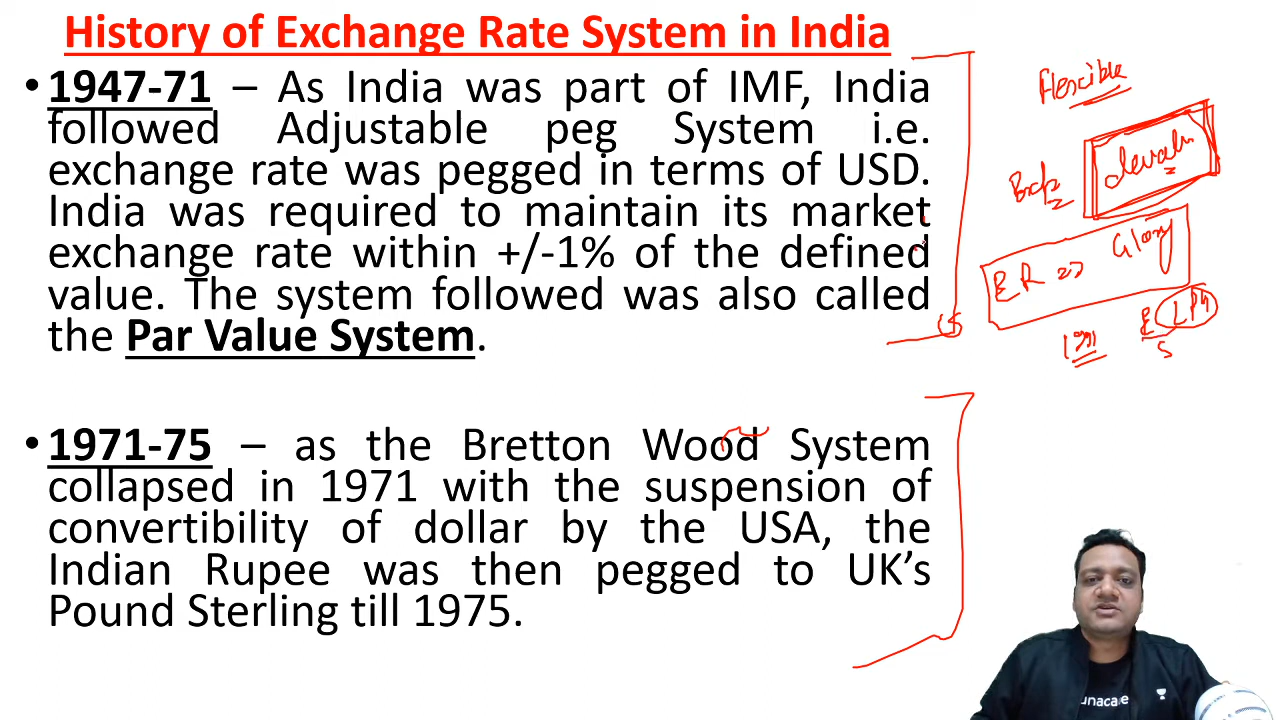 History of Exchange Rate System in India
• 1947-71 – As India was part of IMF, India
followed Adjustable peg System i.e.
exchange rate was pegged in terms of USD.
India was required to maintain its market
exchange rate within +/-1% of the defined
value. The system followed was also called
the Par Value System.
• 1971-75 – as the Bretton Wood System
collapsed in 1971 with the suspension of
convertibility of dollar by the USA, the
Indian Rupee was then pegged to UK’s
Pound Sterling till 1975.
Flexible
ER =>
1991
LPG
unaca